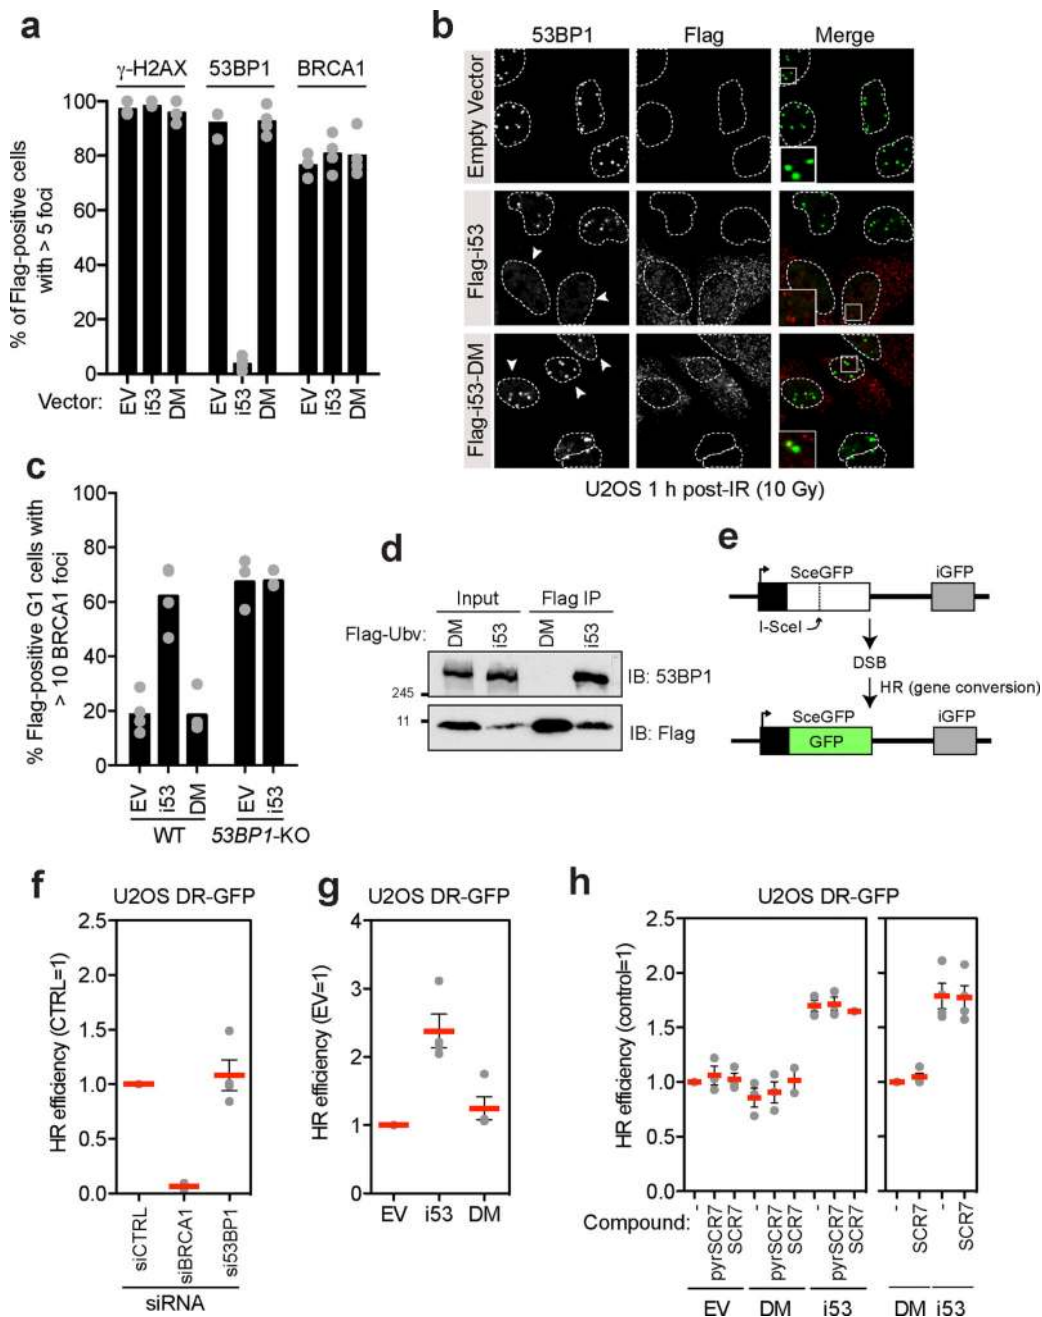 a
γ-H2AX 53BP1 BRCA1
% of Flag-positive cells
with > 5 foci
100
80
60
40
20
0
Vector:
EV
i53
DM
EV
i53
DM
EV
i53
DM
b
53BP1 Flag Merge
Empty Vector
Flag-i53
Flag-i53-DM
U2OS 1 h post-IR (10 Gy)
c
% Flag-positive G1 cells with
> 10 BRCA1 foci
100
80
60
40
20
0
EV
i53
DM
EV
i53
WT 53BP1-KO
d
Input Flag IP
Flag-Ubv:
DM
i53
DM
i53
245
IB: 53BP1
11
IB: Flag
e
SceGFP iGFP
I-SceI
DSB
HR (gene conversion)
SceGFP iGFP
GFP
f
U2OS DR-GFP
HR efficiency (CTRL=1)
2.5
2.0
1.5
1.0
0.5
0.0
siCTRL
siBRCA1
si53BP1
siRNA
g
U2OS DR-GFP
HR efficiency (EV=1)
4
3
2
1
0
EV i53 DM
h
U2OS DR-GFP
HR efficiency (control=1)
2.5
2.0
1.5
1.0
0.5
0.0
Compound:
-
pyrSCR7
SCR7
-
pyrSCR7
SCR7
-
pyrSCR7
SCR7
-
SCR7
-
SCR7
EV DM i53 DM i53